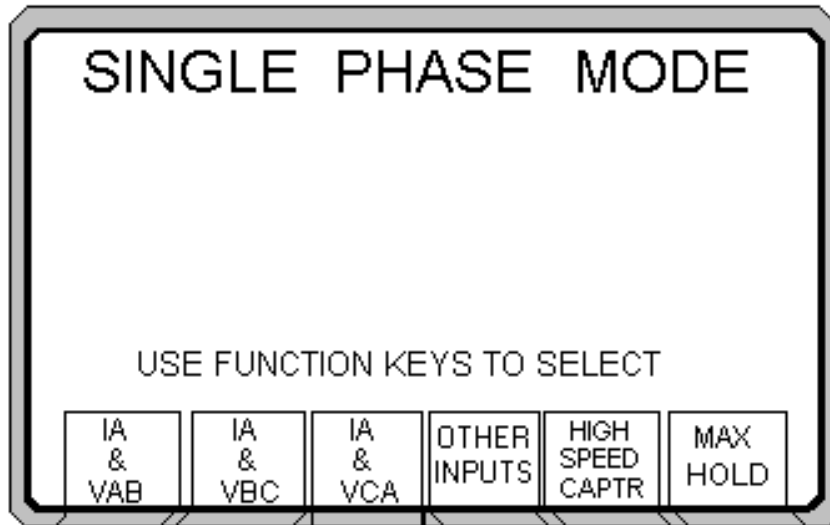 SINGLE PHASE MODE
USE FUNCTION KEYS TO SELECT
IA
&
VAB
IA
&
VBC
IA
&
VCA
OTHER
INPUTS
HIGH
SPEED
CAPTR
MAX
HOLD